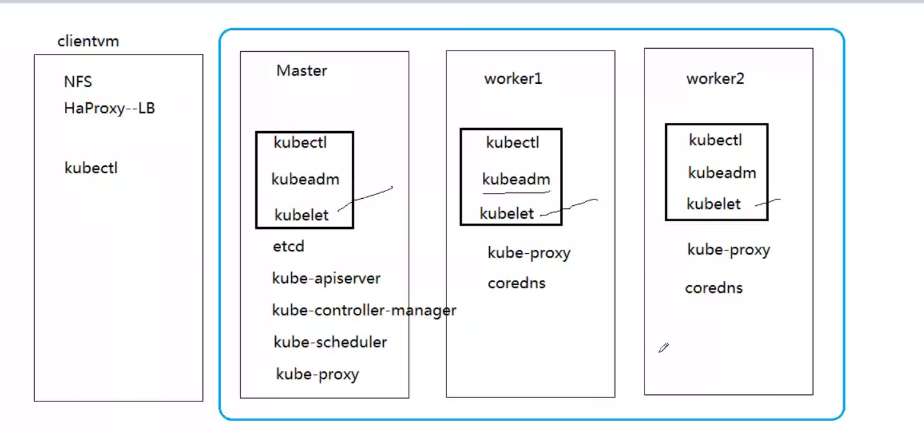 clientvm
NFS
HaProxy--LB
kubectl
Master
kubectl
kubeadm
kubelet
etcd
kube-apiserver
kube-controller-manager
kube-scheduler
kube-proxy
worker1
kubectl
kubeadm
kubelet
kube-proxy
coredns
worker2
kubectl
kubeadm
kubelet
kube-proxy
coredns